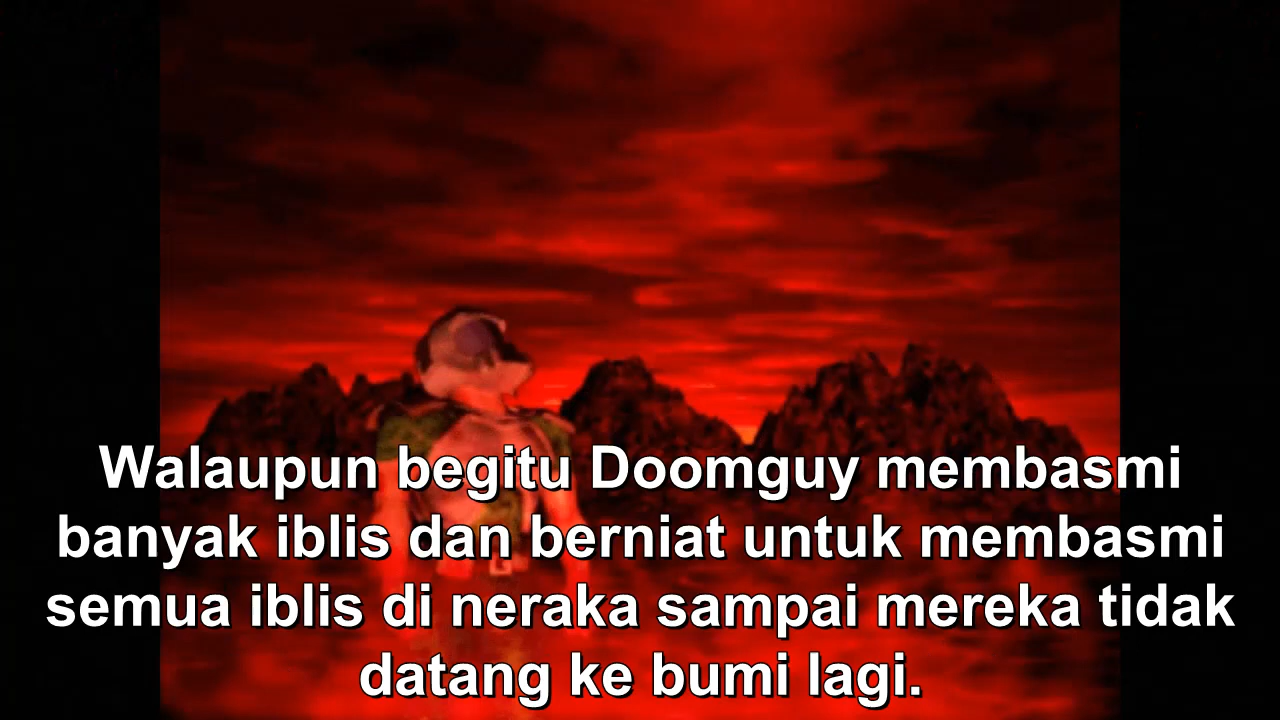 Walaupun begitu Doomguy membasmi
banyak iblis dan berniat untuk membasmi
semua iblis di neraka sampai mereka tidak
datang ke bumi lagi.